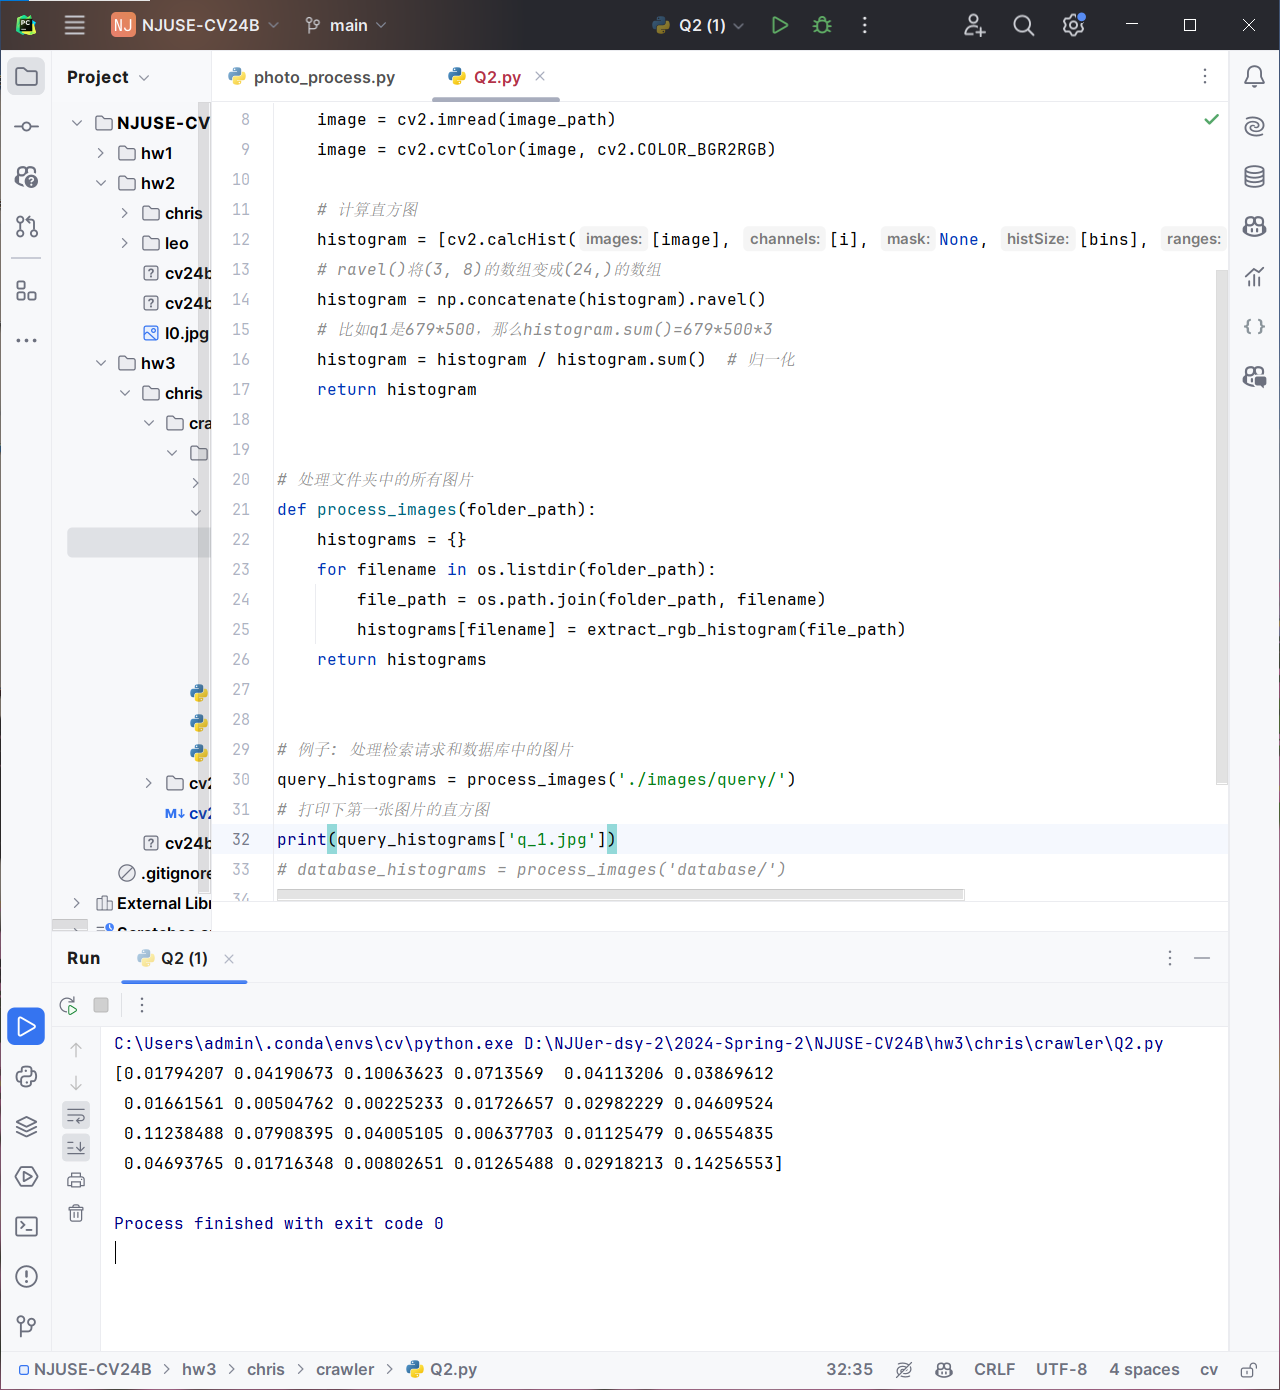 NJ NJUSE-CV24B main Q2 (1)
Project
photo_process.py Q2.py
NJUSE-CV
hw1
hw2
chris
leo
cv24b
cv24b
I0.jpg
hw3
chris
cra
cv2
M↓ cv2
cv24b
.gitignore
External Libr
8 image = cv2.imread(image_path)
9 image = cv2.cvtColor(image, cv2.COLOR_BGR2RGB)
10
11 # 计算直方图
12 histogram = [cv2.calcHist( images: [image], channels: [i], mask: None, histSize: [bins], ranges:
13 # ravel()将(3, 8)的数组变成(24,)的数组
14 histogram = np.concatenate(histogram).ravel()
15 # 比如q1是679*500，那么histogram.sum()=679*500*3
16 histogram = histogram / histogram.sum()  # 归一化
17 return histogram
18
19
20 # 处理文件夹中的所有图片
21 def process_images(folder_path):
22 histograms = {}
23 for filename in os.listdir(folder_path):
24 file_path = os.path.join(folder_path, filename)
25 histograms[filename] = extract_rgb_histogram(file_path)
26 return histograms
27
28
29 # 例子: 处理检索请求和数据库中的图片
30 query_histograms = process_images('./images/query/')
31 # 打印下第一张图片的直方图
32 print(query_histograms['q_1.jpg'])
33 # database_histograms = process_images('database/')
34
Run Q2 (1)
C:\Users\admin\.conda\envs\cv\python.exe D:\NJUer-dsy-2\2024-Spring-2\NJUSE-CV24B\hw3\chris\crawler\Q2.py
[0.01794207 0.04190673 0.10063623 0.0713569  0.04113206 0.03869612
0.01661561 0.00504762 0.00225233 0.01726657 0.02982229 0.04609524
0.11238488 0.07908395 0.04005105 0.00637703 0.01125479 0.06554835
0.04693765 0.01716348 0.00802651 0.01265488 0.02918213 0.14256553]
Process finished with exit code 0
NJUSE-CV24B > hw3 > chris > crawler > Q2.py 32:35 CRLF UTF-8 4 spaces cv